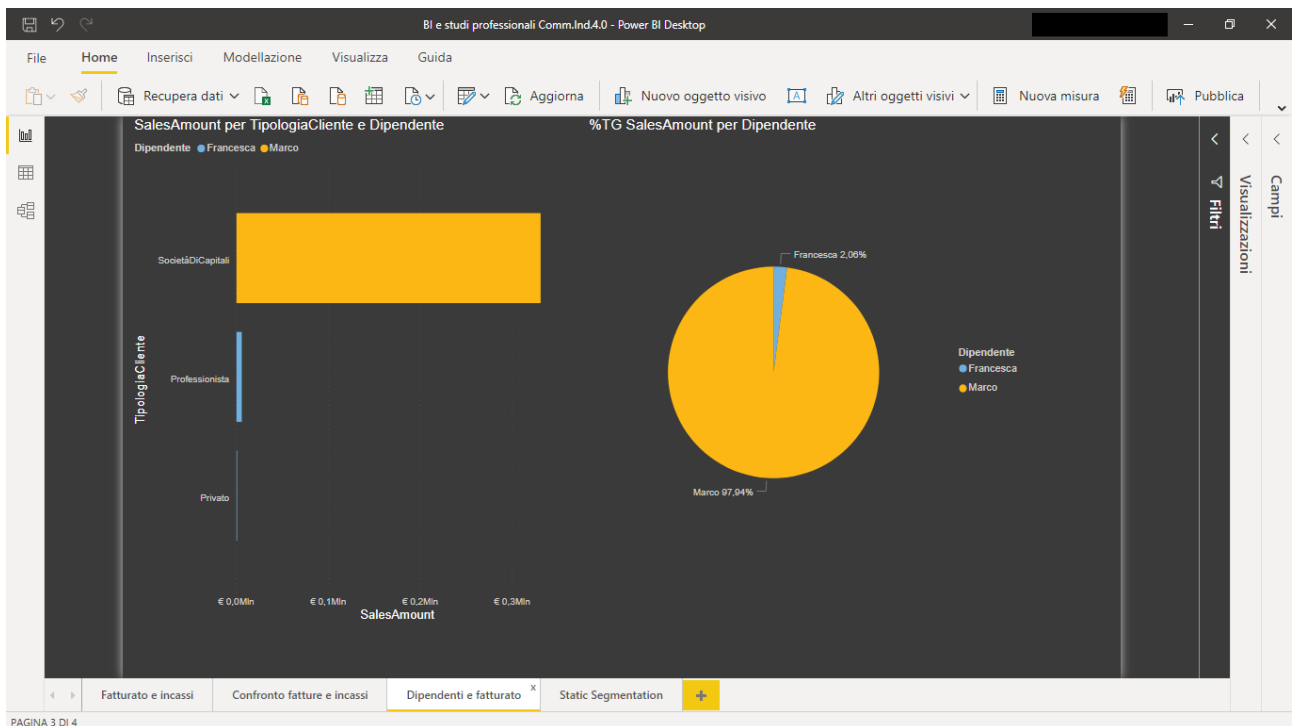 BI e studi professionali Comm.Ind.4.0 - Power BI Desktop
File Home Inserisci Modellazione Visualizza Guida
Recupera dati Aggiorna Nuovo oggetto visivo Altri oggetti visivi Nuova misura Pubblica
SalesAmount per TipologiaCliente e Dipendente
Dipendente Francesca Marco
TipologiaCliente
SocietàDiCapitali
Professionista
Privato
€ 0,0Mln € 0,1Mln € 0,2Mln € 0,3Mln
SalesAmount
%TG SalesAmount per Dipendente
Francesca 2,06%
Marco 97,94%
Dipendente
Francesca
Marco
Filtri
Visualizzazioni
Campi
Fatturato e incassi Confronto fatture e incassi Dipendenti e fatturato x Static Segmentation +
PAGINA 3 DI 4